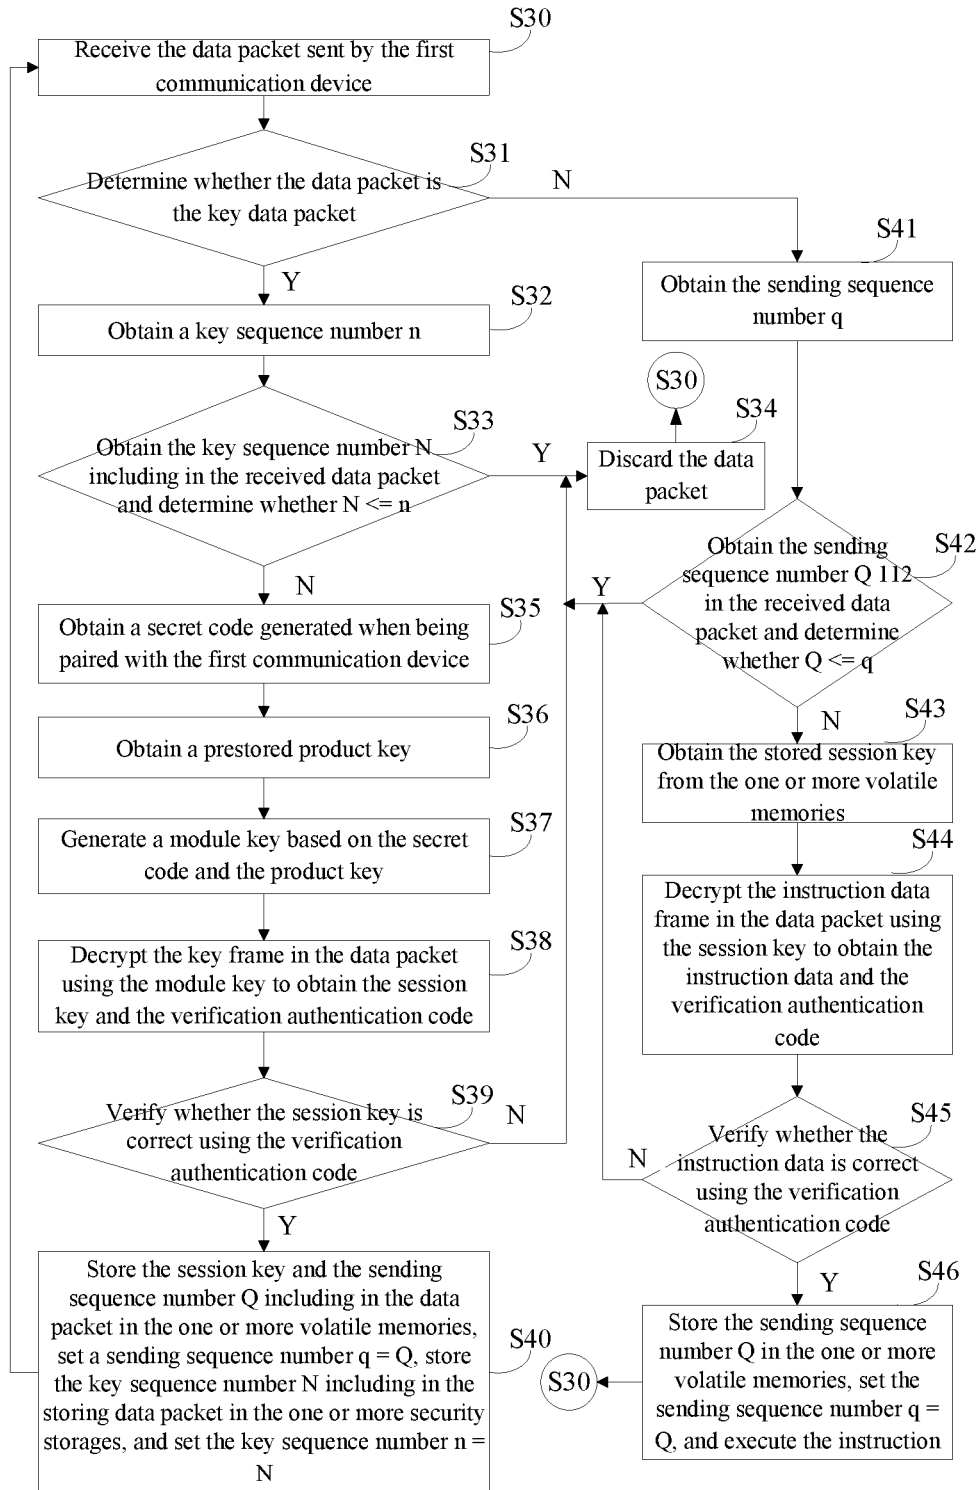 S30
Receive the data packet sent by the first
communication device
S31
Determine whether the data packet is
the key data packet
N
Y
S32
Obtain a key sequence number n
S33
Obtain the key sequence number N
including in the received data packet
and determine whether N <= n
Y
N
S30
S34
Discard the data
packet
S35
Obtain a secret code generated when being
paired with the first communication device
S36
Obtain a prestored product key
S37
Generate a module key based on the secret
code and the product key
S38
Decrypt the key frame in the data packet
using the module key to obtain the session
key and the verification authentication code
S39
Verify whether the session key is
correct using the verification
authentication code
N
Y
Store the session key and the sending
sequence number Q including in the data
packet in the one or more volatile memories,
set a sending sequence number q = Q, store
the key sequence number N including in the
storing data packet in the one or more security
storages, and set the key sequence number n =
N
S40
S41
Obtain the sending sequence
number q
S42
Obtain the sending
sequence number Q 112
in the received data
packet and determine
whether Q <= q
Y
N
S43
Obtain the stored session key
from the one or more volatile
memories
S44
Decrypt the instruction data
frame in the data packet using
the session key to obtain the
instruction data and the
verification authentication
code
S45
Verify whether the
instruction data is correct
using the verification
authentication code
N
Y
S46
Store the sending sequence
number Q in the one or more
volatile memories, set the
sending sequence number q =
Q, and execute the instruction
S30